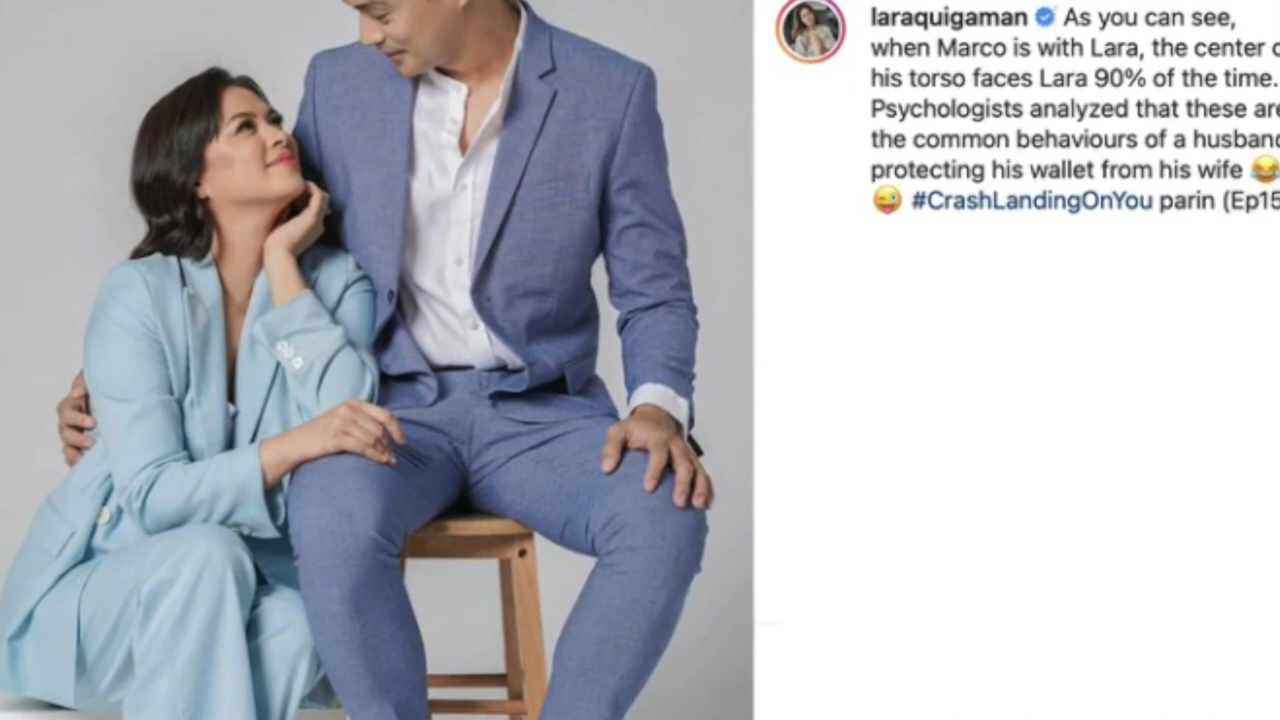 laraquigaman As you can see,
when Marco is with Lara, the center
his torso faces Lara 90% of the time.
Psychologists analyzed that these are
the common behaviours of a husband
protecting his wallet from his wife 😂
😜 #CrashLandingOnYou parin (Ep15